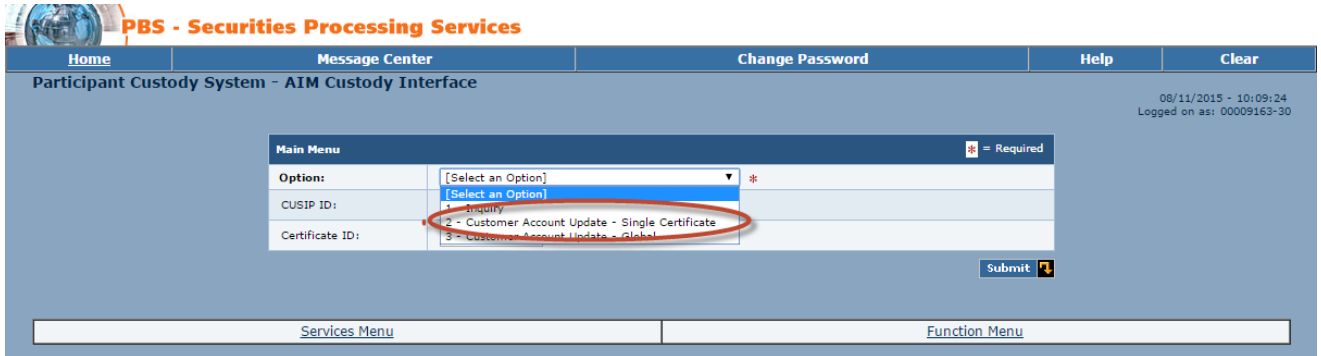 PBS - Securities Processing Services
Home Message Center Change Password Help Clear
Participant Custody System - AIM Custody Interface
08/11/2015 - 10:09:24
Logged on as: 00009163-30
Main Menu * = Required
Option: [Select an Option] *
[Select an Option]
1 - Inquiry
CUSIP ID:
2 - Customer Account Update - Single Certificate
Certificate ID: 3 - Customer Account Update - Global
Submit
Services Menu Function Menu